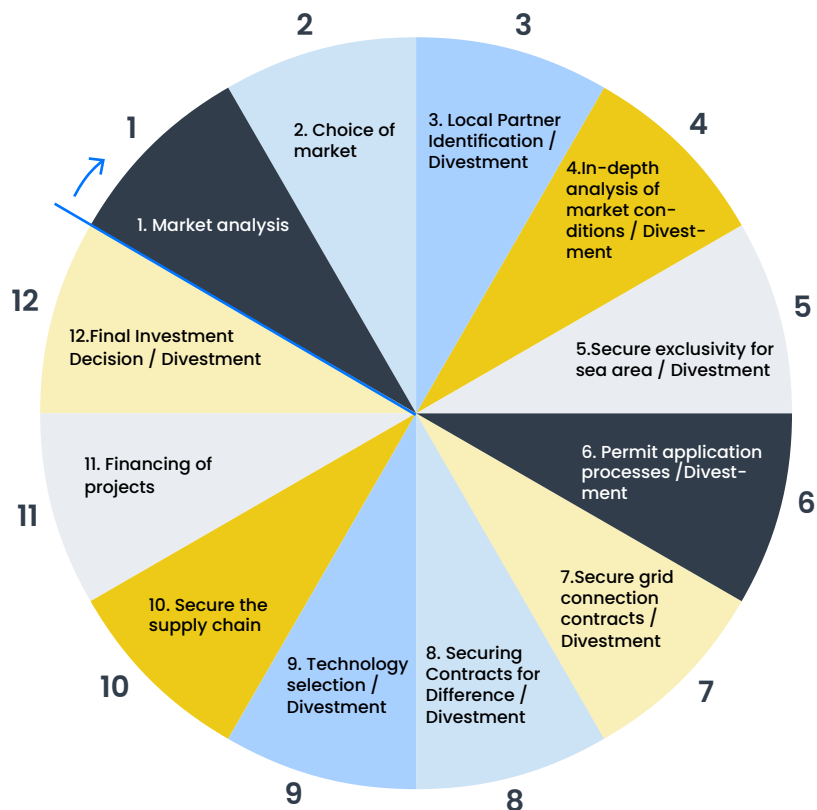 1
1. Market analysis
2
2. Choice of
market
3
3. Local Partner
Identification /
Divestment
4
4.In-depth
analysis of
market con-
ditions / Divest-
ment
5
5.Secure exclusivity for
sea area / Divestment
6
6. Permit application
processes /Divest-
ment
7
7.Secure grid
connection
contracts /
Divestment
8
8. Securing
Contracts for
Difference /
Divestment
9
9. Technology
selection /
Divestment
10
10. Secure the
supply chain
11
11. Financing of
projects
12
12.Final Investment
Decision / Divestment